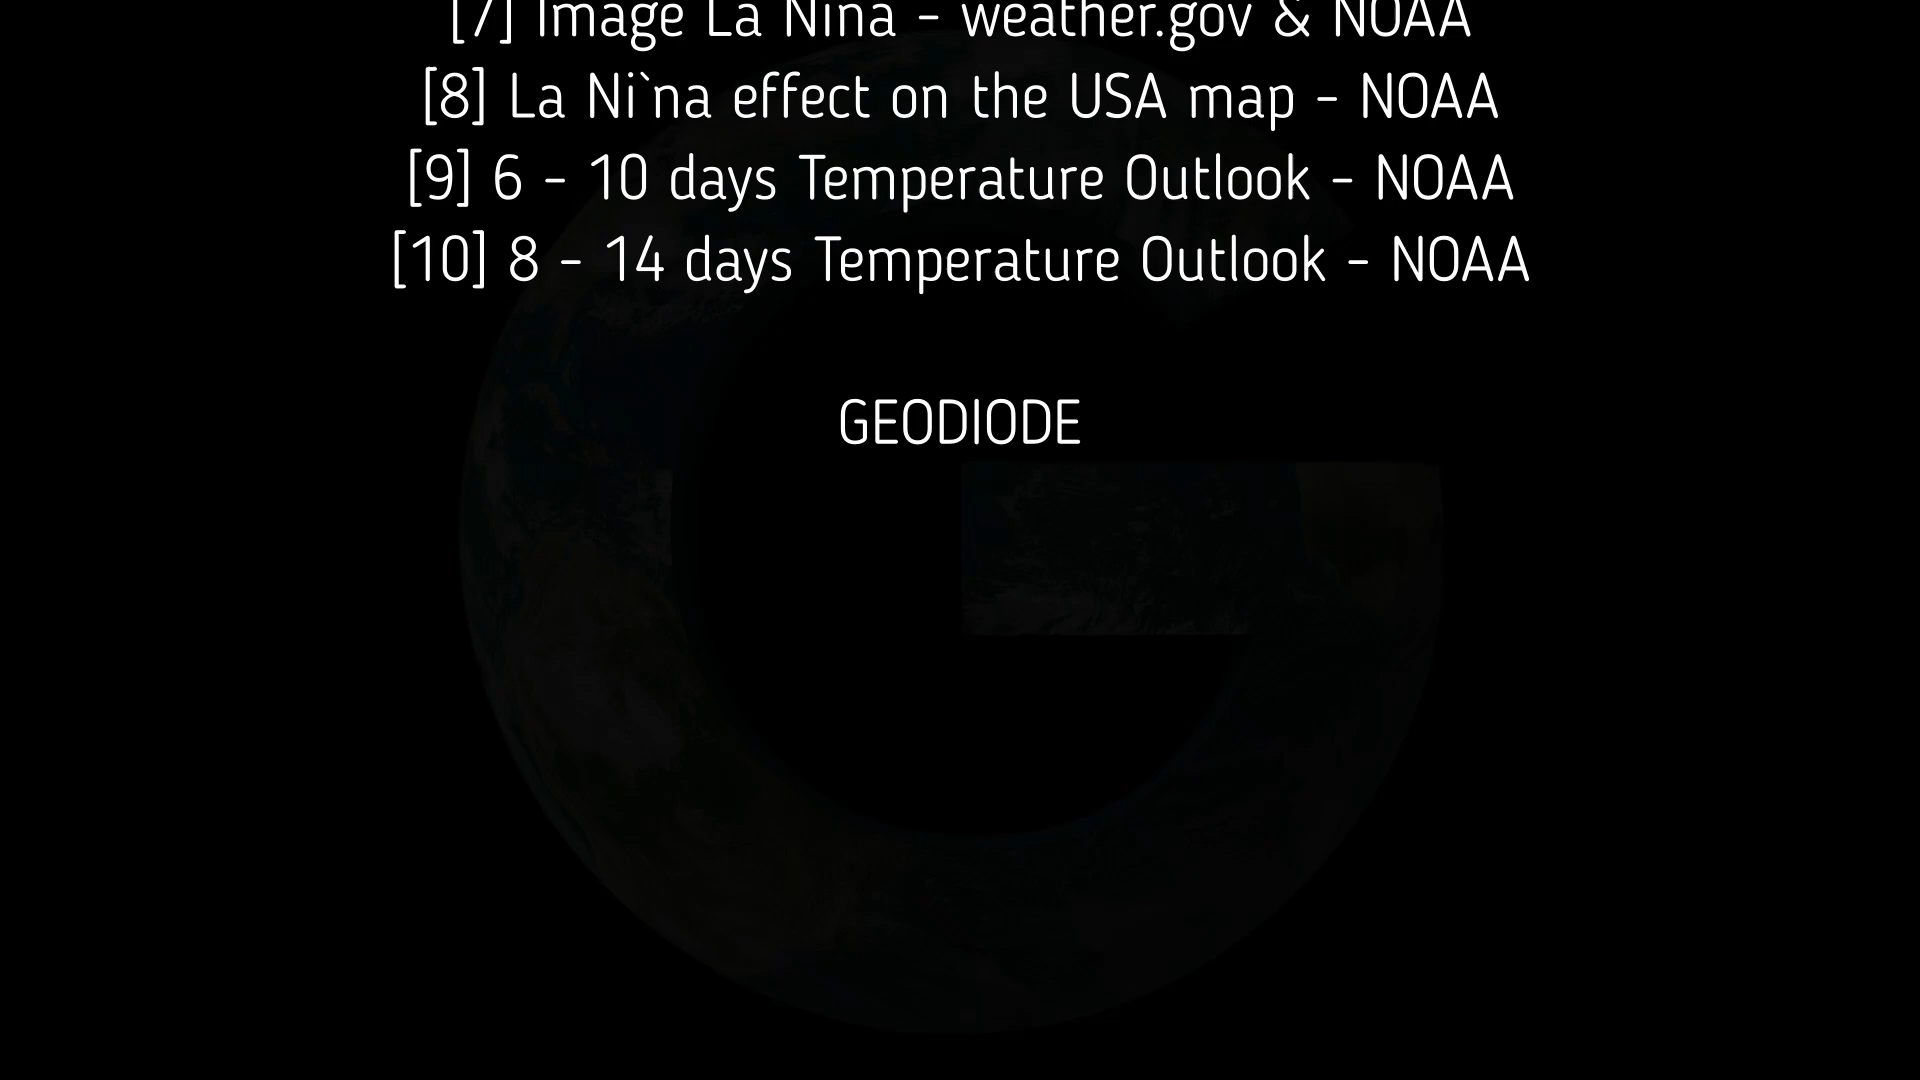 [7] Image La Nina - weather.gov & NOAA
[8] La Ni`na effect on the USA map - NOAA
[9] 6 - 10 days Temperature Outlook - NOAA
[10] 8 - 14 days Temperature Outlook - NOAA
GEODIODE